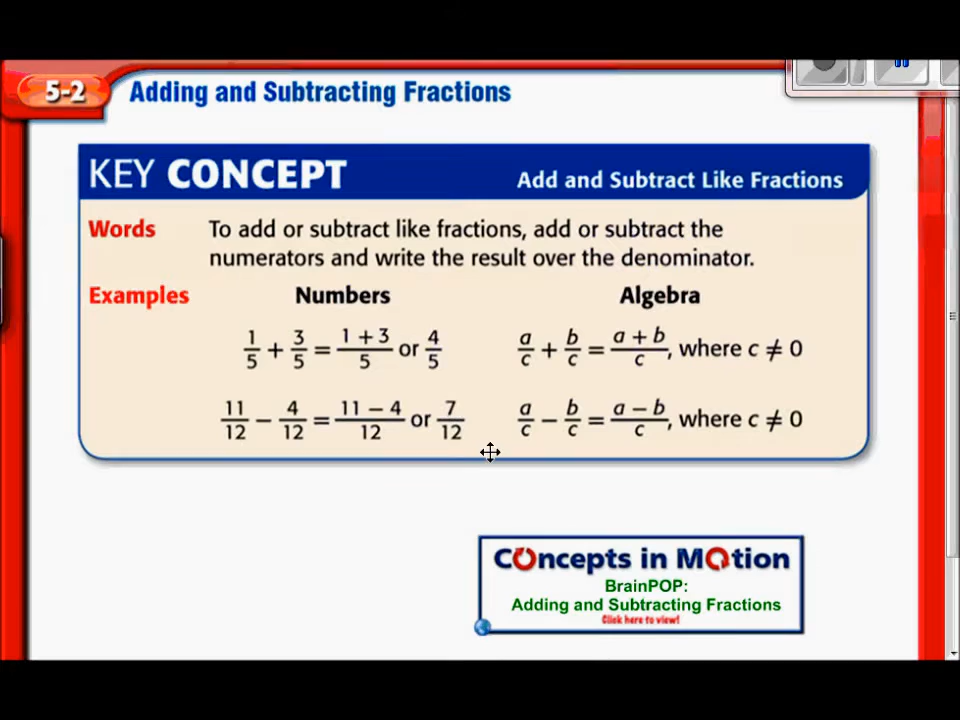 5-2 Adding and Subtracting Fractions
KEY CONCEPT Add and Subtract Like Fractions
Words To add or subtract like fractions, add or subtract the
numerators and write the result over the denominator.
Examples Numbers Algebra
1/5 + 3/5 = (1 + 3)/5 or 4/5 a/c + b/c = (a + b)/c, where c ≠ 0
11/12 − 4/12 = (11 − 4)/12 or 7/12 a/c − b/c = (a − b)/c, where c ≠ 0
Concepts in Motion
BrainPOP:
Adding and Subtracting Fractions
Click here to view!